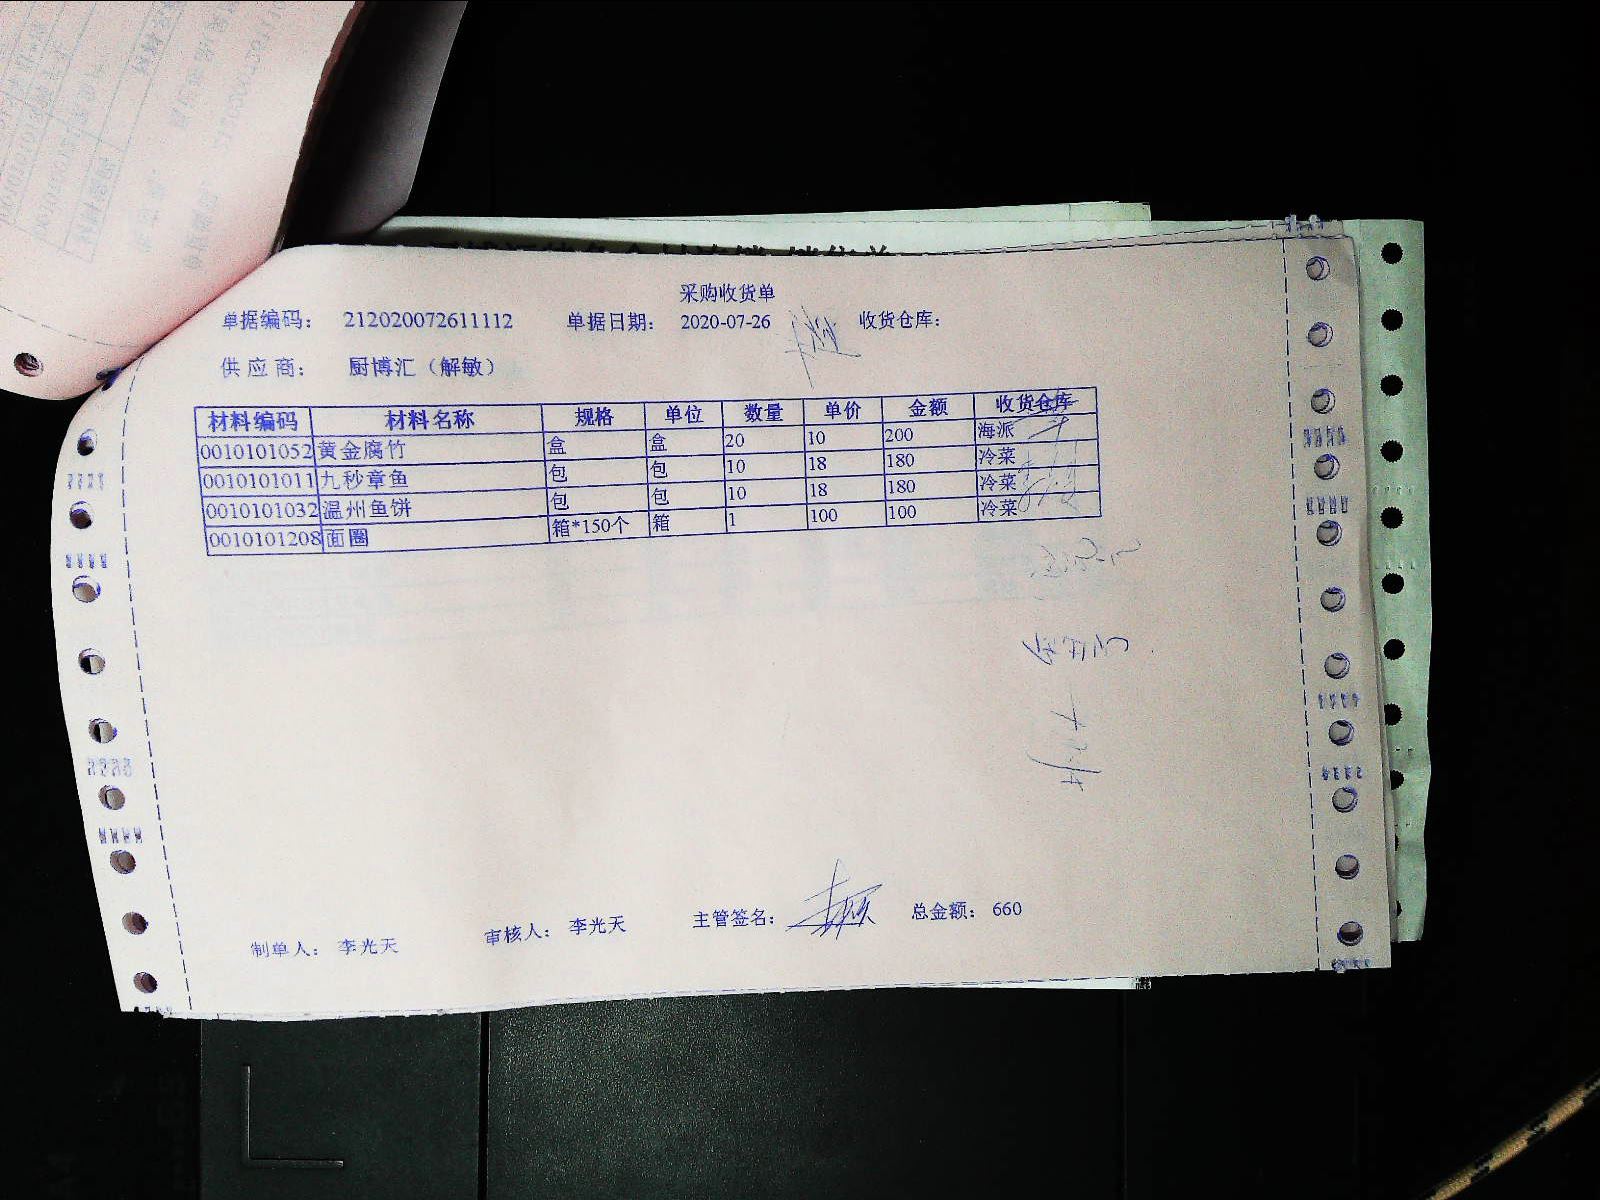 采购收货单
单据编码： 212020072611112 单据日期： 2020-07-26 收货仓库：
供应商： 厨博汇（解敏）
材料编码 材料名称 规格 单位 数量 单价 金额 收货仓库
0010101052 黄金腐竹 盒 盒 20 10 200 海派
0010101011 九秒章鱼 包 包 10 18 180 冷菜
0010101032 温州鱼饼 包 包 10 18 180 冷菜
0010101208 面圈 箱*150个 箱 1 100 100 冷菜
制单人： 李光天 审核人： 李光天 主管签名： 总金额： 660